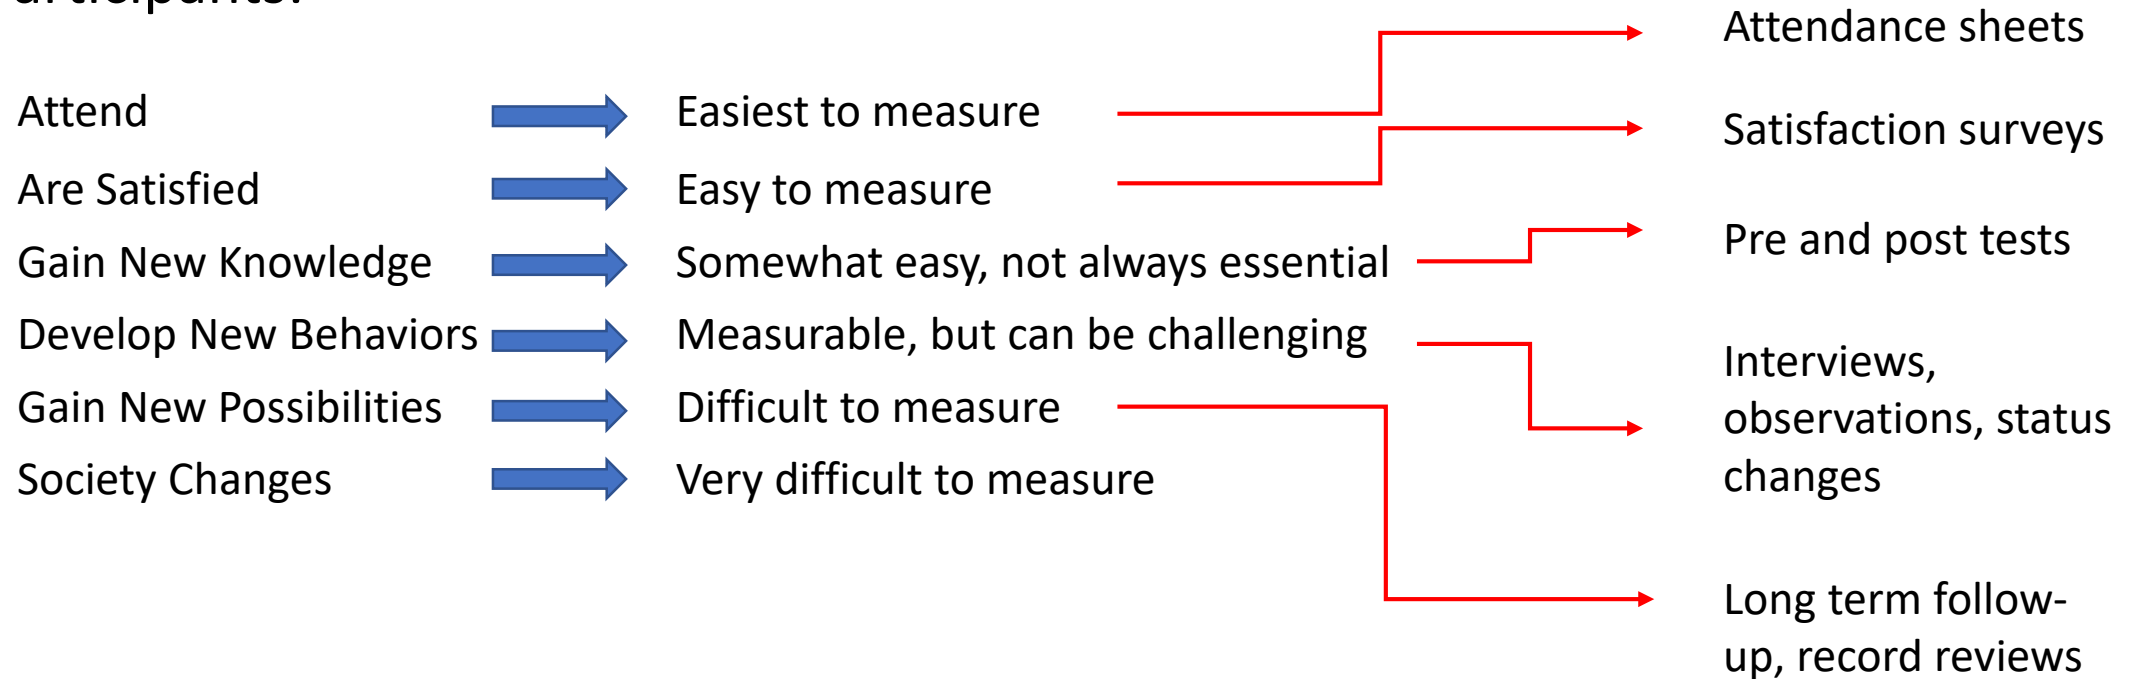 Attendance sheets
Attend
Easiest to measure
Satisfaction surveys
Are Satisfied
Easy to measure
Pre and post tests
Gain New Knowledge
Somewhat easy, not always essential
Develop New Behaviors
Measurable, but can be challenging
Interviews,
observations, status
changes
Gain New Possibilities
Difficult to measure
Society Changes
Very difficult to measure
Long term follow-
up, record reviews